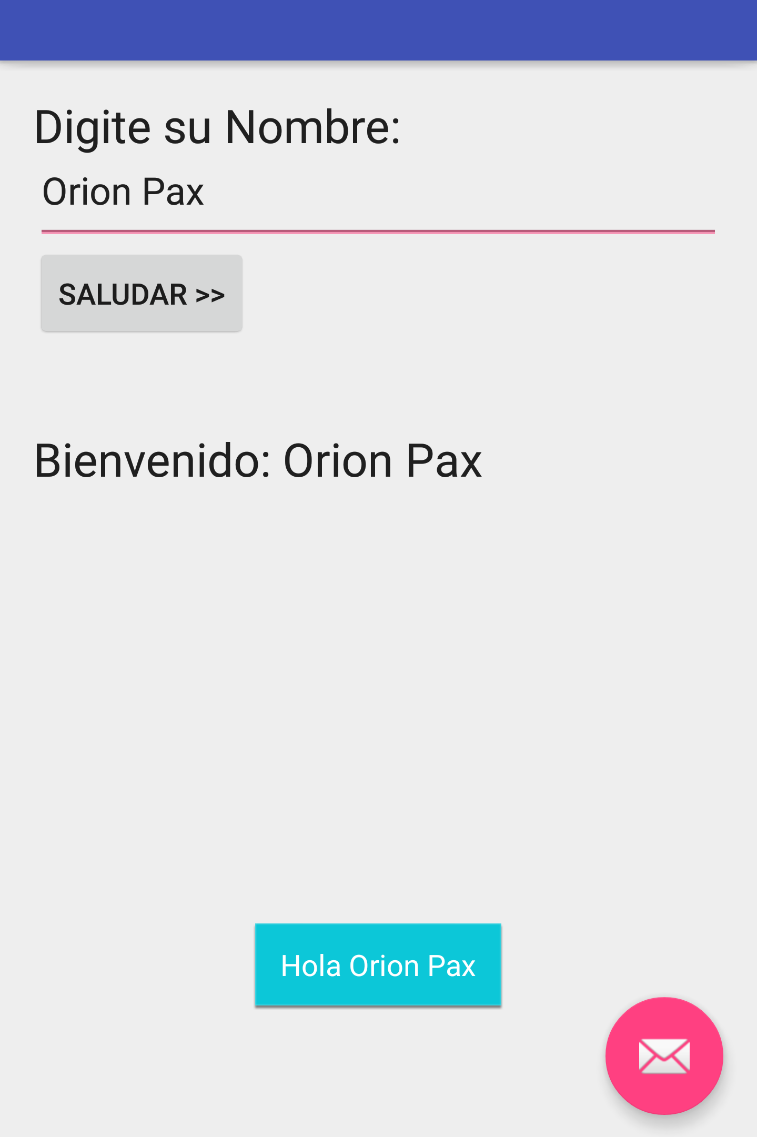 Digite su Nombre:
Orion Pax
SALUDAR >>
Bienvenido: Orion Pax
Hola Orion Pax